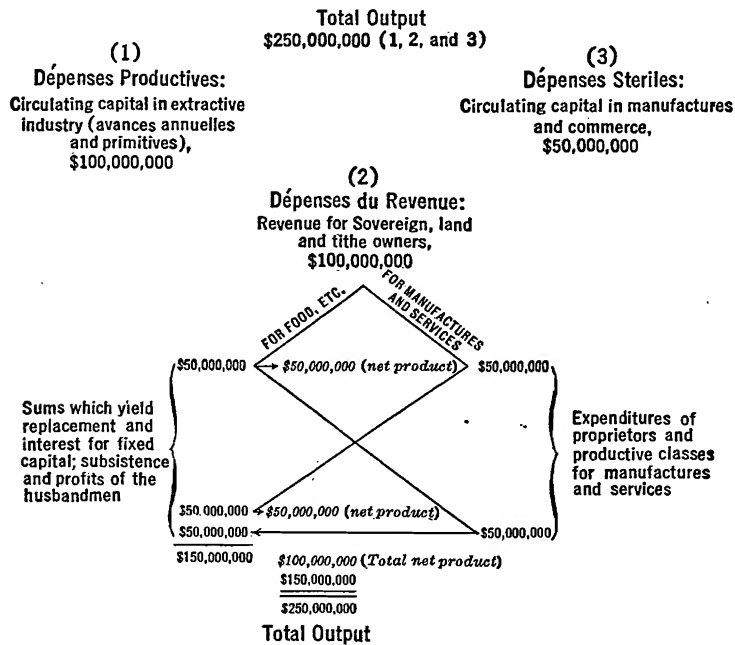 Total Output
$250,000,000 (1, 2, and 3)
(1)
Dépenses Productives:
Circulating capital in extractive
industry (avances annuelles
and primitives),
$100,000,000
(3)
Dépenses Steriles:
Circulating capital in manufactures
and commerce,
$50,000,000
(2)
Dépenses du Revenue:
Revenue for Sovereign, land
and tithe owners,
$100,000,000
FOR FOOD, ETC.
FOR MANUFACTURES
AND SERVICES
$50,000,000
$50,000,000 (net product)
$50,000,000
Sums which yield
replacement and
interest for fixed
capital; subsistence
and profits of the
husbandmen
Expenditures of
proprietors and
productive classes
for manufactures
and services
$50,000,000
$50,000,000 (net product)
$50,000,000
$50,000,000
$150,000,000
$100,000,000 (Total net product)
$150,000,000
$250,000,000
Total Output